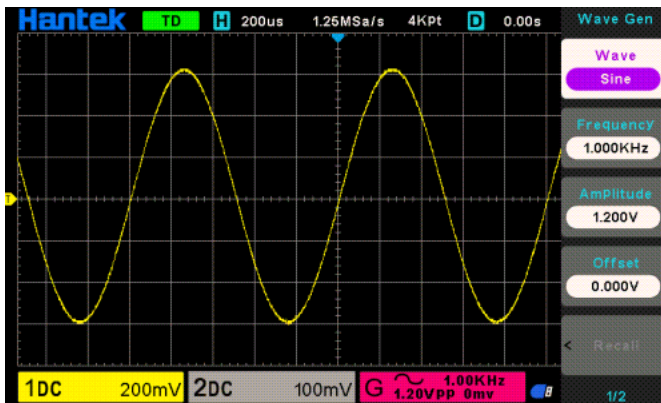 Hantek TD H 200us 1.25MSa/s 4KPt D 0.00s
Wave Gen
Wave
Sine
Frequency
1.000KHz
Amplitude
1.200V
Offset
0.000V
< Recall
1/2
T
1DC 200mV 2DC 100mV G 1.00KHz
1.20VPP 0mv